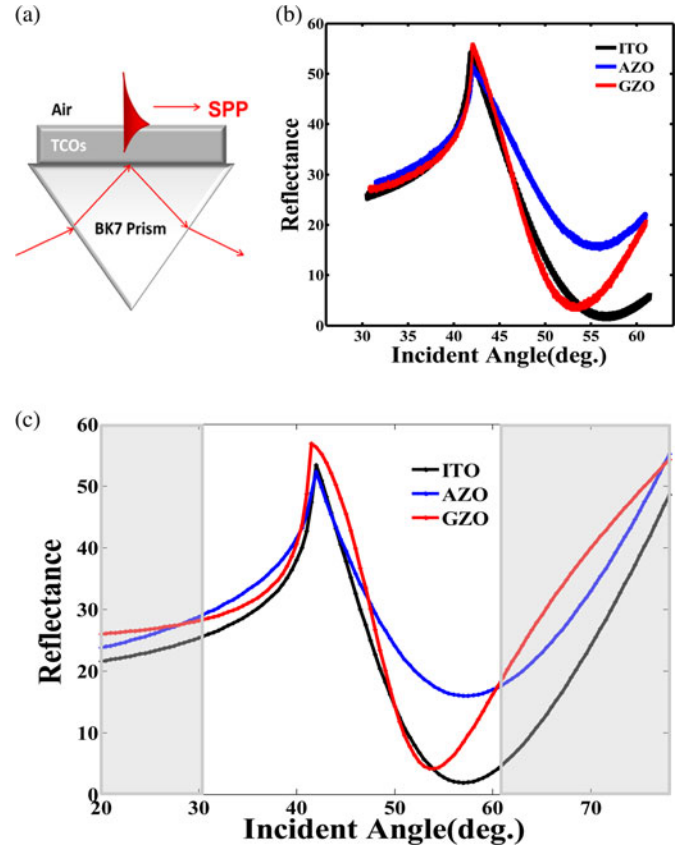 (a)
Air
SPP
TCOs
BK7 Prism
(b)
60
50
40
30
20
10
0
Reflectance
ITO
AZO
GZO
30 35 40 45 50 55 60
Incident Angle(deg.)
(c)
60
50
40
30
20
10
0
Reflectance
ITO
AZO
GZO
20 30 40 50 60 70
Incident Angle(deg.)